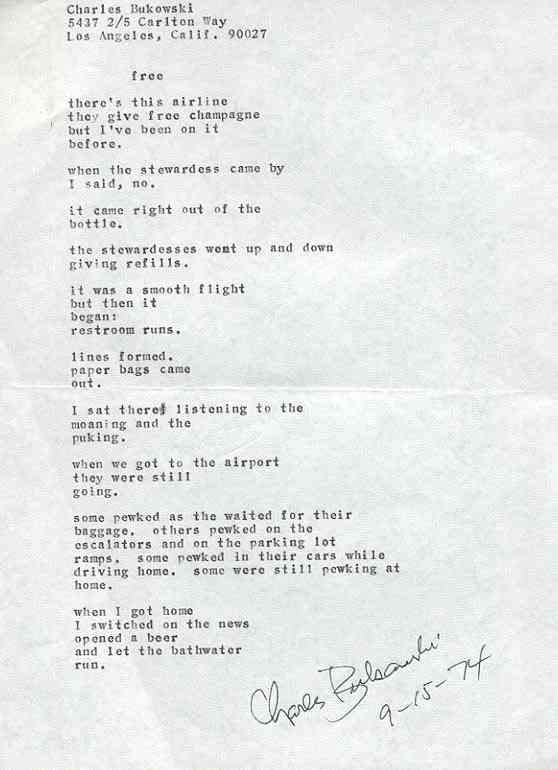 Charles Bukowski
5437 2/5 Carlton Way
Los Angeles, Calif. 90027
free
there's this airline
they give free champagne
but I've been on it
before.
when the stewardess came by
I said, no.
it came right out of the
bottle.
the stewardesses went up and down
giving refills.
it was a smooth flight
but then it
began:
restroom runs.
lines formed.
paper bags came
out.
I sat there listening to the
moaning and the
puking.
when we got to the airport
they were still
going.
some pewked as the waited for their
baggage. others pewked on the
escalators and on the parking lot
ramps. some pewked in their cars while
driving home. some were still pewking at
home.
when I got home
I switched on the news
opened a beer
and let the bathwater
run.
Charles Bukowski
9-15-74